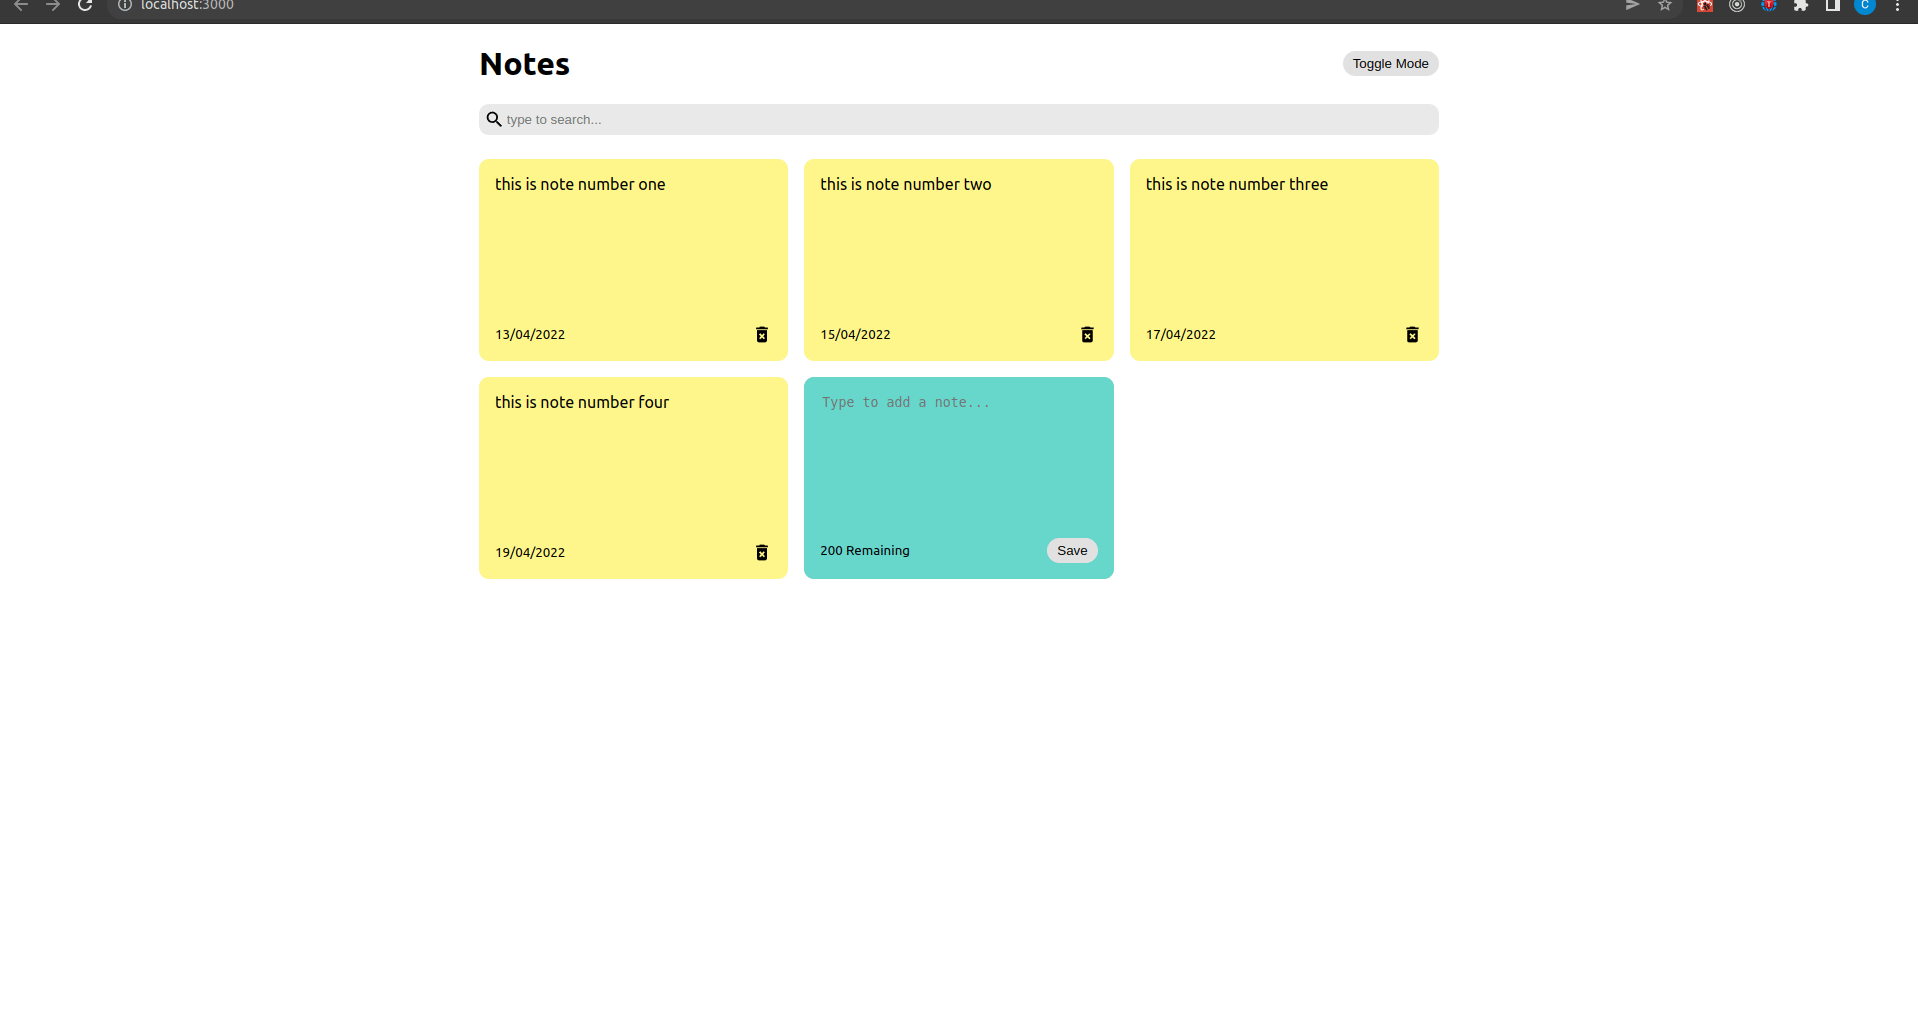 localhost:3000
C
Notes
Toggle Mode
type to search...
this is note number one
13/04/2022
this is note number two
15/04/2022
this is note number three
17/04/2022
this is note number four
19/04/2022
Type to add a note...
200 Remaining
Save